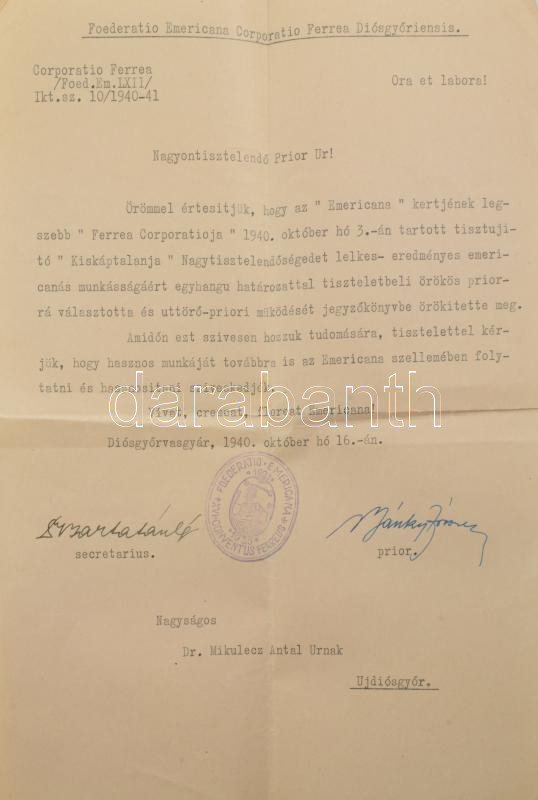 Foederatio Emericana Corporatio Ferrea Diósgyőriensis.
Corporatio Ferrea
/Foed.Em.LXII/
Ikt.sz. 10/1940-41
Ora et labora!
Nagyontisztelendő Prior Ur!
Örömmel értesitjük, hogy az " Emericana " kertjének leg-
szebb " Ferrea Corporatioja " 1940. október hó 3.-án tartott tisztuji-
tó " Kiskáptalanja " Nagytisztelendőségedet lelkes- eredményes emeri-
canás munkásságáért egyhangu határozattal tiszteletbeli örökös prior-
rá választotta és uttörő-priori működését jegyzőkönyvbe örökitette meg.
Amidőn ezt szivesen hozzuk tudomására, tisztelettel kér-
jük, hogy hasznos munkáját továbbra is az Emericana szellemében foly-
tatni és hasznositani sziveskedjék.
Vivat, crescat, floreat Emericana!
darabanth
Diósgyőrvasgyár, 1940. október hó 16.-án.
FOEDERATIO EMERICANA
secretarius.
prior.
Nagyságos
Dr. Mikulecz Antal Urnak
Ujdiósgyőr.